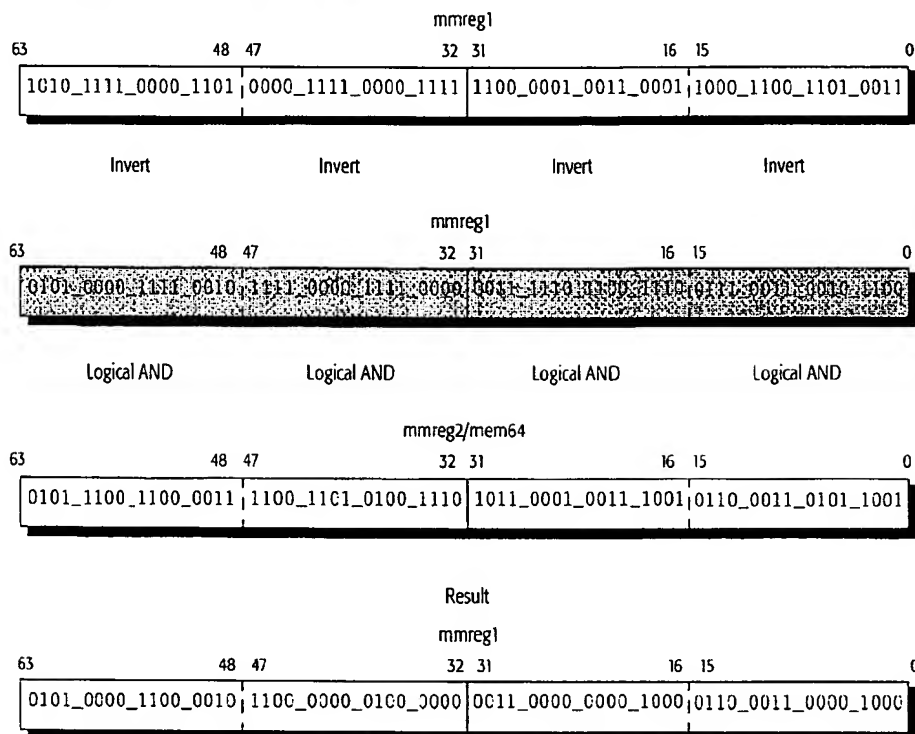 mmreg1
63 48 47 32 31 16 15 0
1010_1111_0000_1101 0000_1111_0000_1111 1100_0001_0011_0001 1000_1100_1101_0011
Invert Invert Invert Invert
mmreg1
63 48 47 32 31 16 15 0
0101_0000_1111_0010 1111_0000_1111_0000 0011_1110_1100_1110 0111_0011_0010_1100
Logical AND Logical AND Logical AND Logical AND
mmreg2/mem64
63 48 47 32 31 16 15 0
0101_1100_1100_0011 1100_1101_0100_1110 1011_0001_0011_1001 0110_0011_0101_1001
Result
mmreg1
63 48 47 32 31 16 15 0
0101_0000_1100_0010 1100_0000_0100_0000 0011_0000_0000_1000 0110_0011_0000_1000